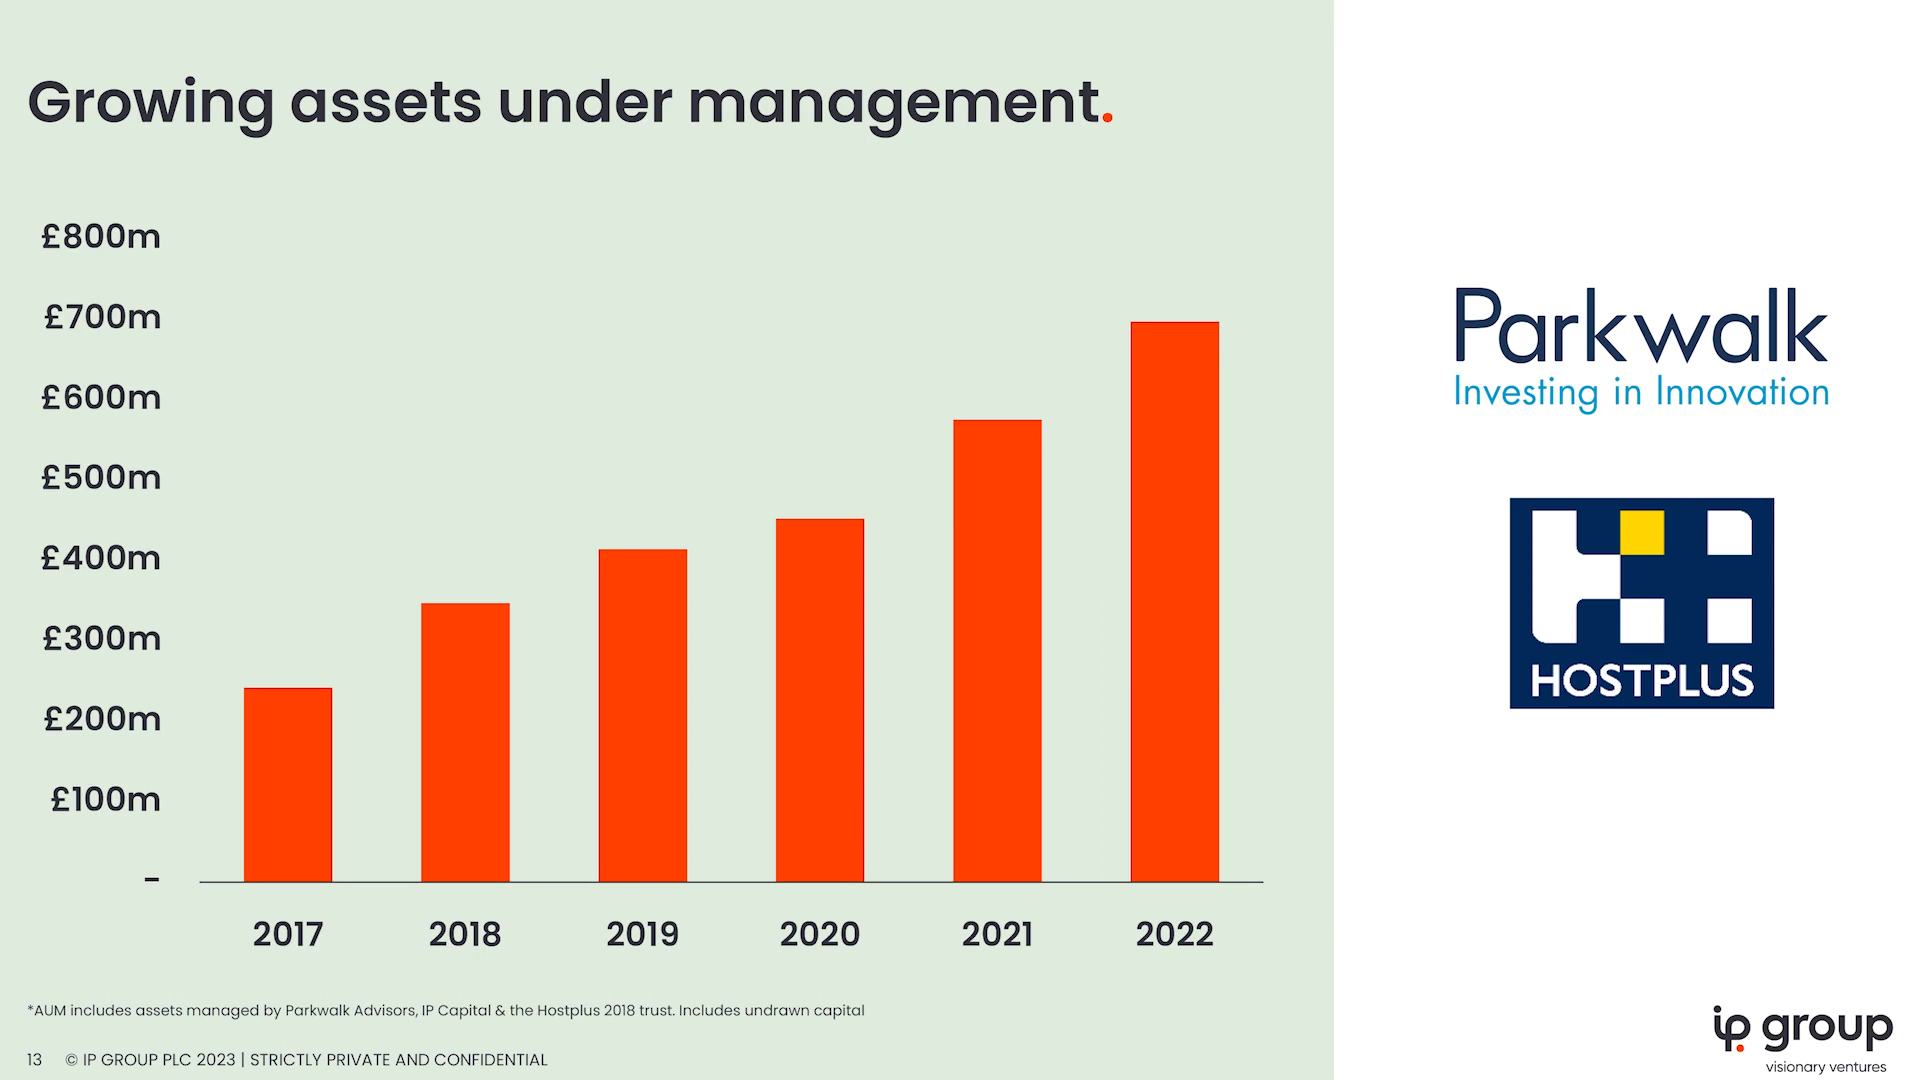 Growing assets under management.
£800m
£700m
£600m
£500m
£400m
£300m
£200m
£100m
-
2017 2018 2019 2020 2021 2022
*AUM includes assets managed by Parkwalk Advisors, IP Capital & the Hostplus 2018 trust. Includes undrawn capital
13 © IP GROUP PLC 2023 | STRICTLY PRIVATE AND CONFIDENTIAL
Parkwalk
Investing in Innovation
HOSTPLUS
ip group
visionary ventures